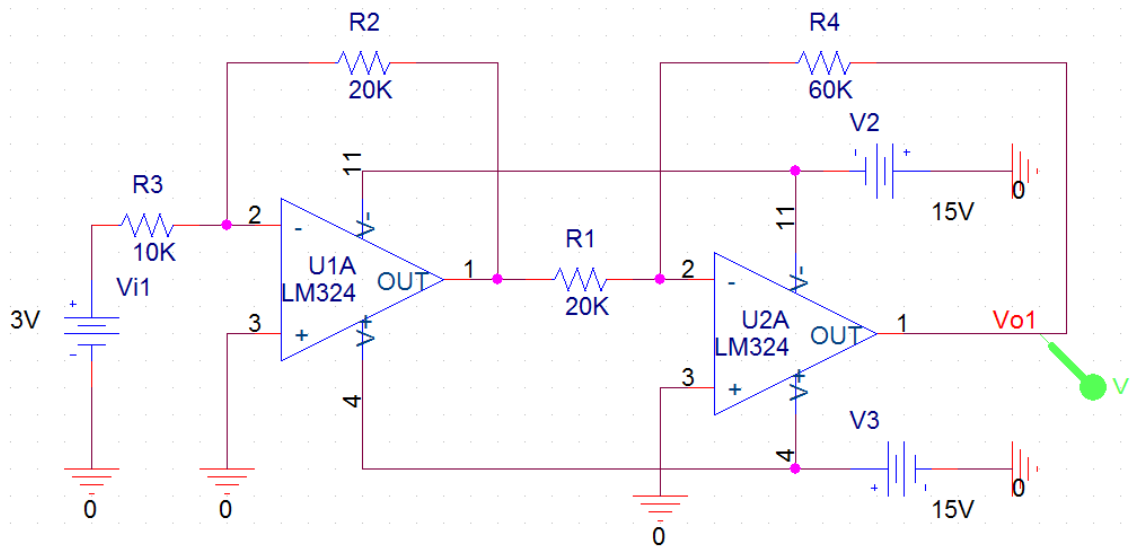 R2
20K
R4
60K
V2
15V
0
R3
10K
Vi1
3V
+
-
0
2
3
-
+
U1A
LM324
OUT
1
11
V-
V+
4
0
R1
20K
2
3
-
+
U2A
LM324
OUT
1
11
V-
V+
4
0
Vo1
V
V3
15V
0